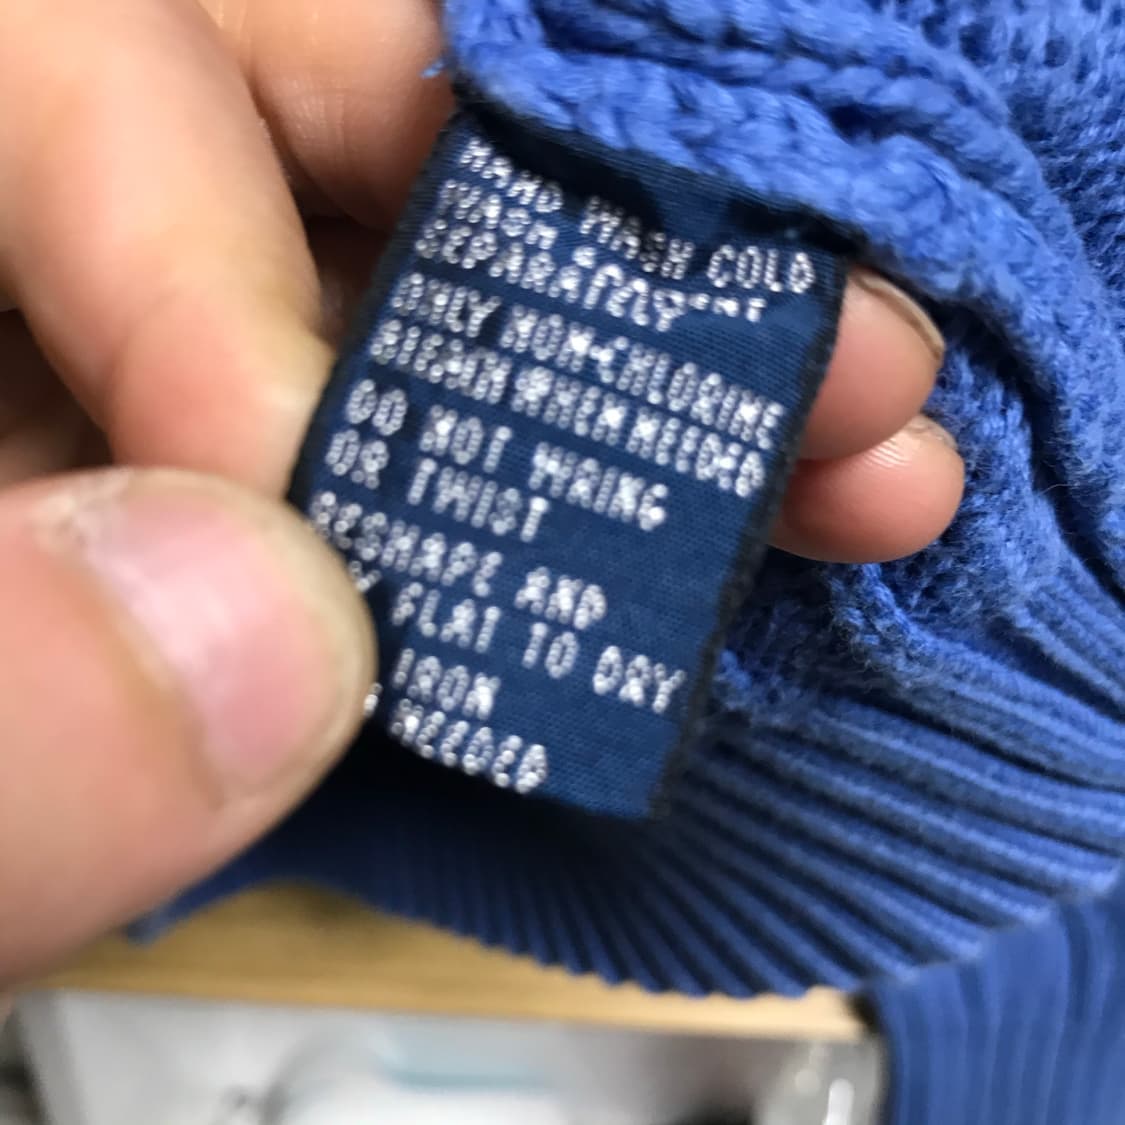 HAND WASH COLD
WASH
SEPARATELY
ONLY NON-CHLORINE
BLEACH WHEN NEEDED
DO NOT WRING
OR TWIST
RESHAPE AND
FLAT TO DRY
IRON
NEEDED